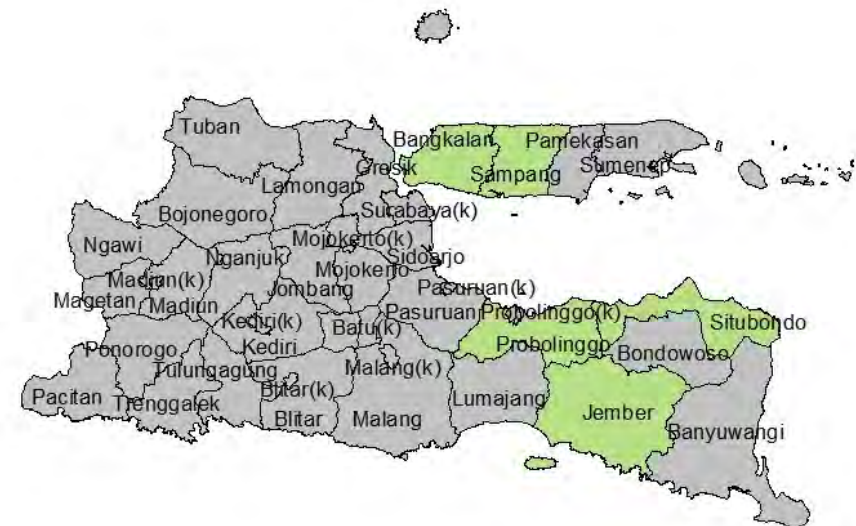 Tuban
Bangkalan
Pamekasan
Gresik
Sampang
Sumenep
Lamongan
Bojonegoro
Surabaya(k)
Ngawi
Mojokerto(k)
Nganjuk
Sidoarjo
Madiun(k)
Mojokerto
Magetan
Madiun
Jombang
Pasuruan(k)
Kediri(k)
Batu(k)
Pasuruan
Probolinggo(k)
Situbondo
Ponorogo
Kediri
Probolinggo
Bondowoso
Tulungagung
Malang(k)
Pacitan
Trenggalek
Blitar(k)
Lumajang
Blitar
Malang
Jember
Banyuwangi